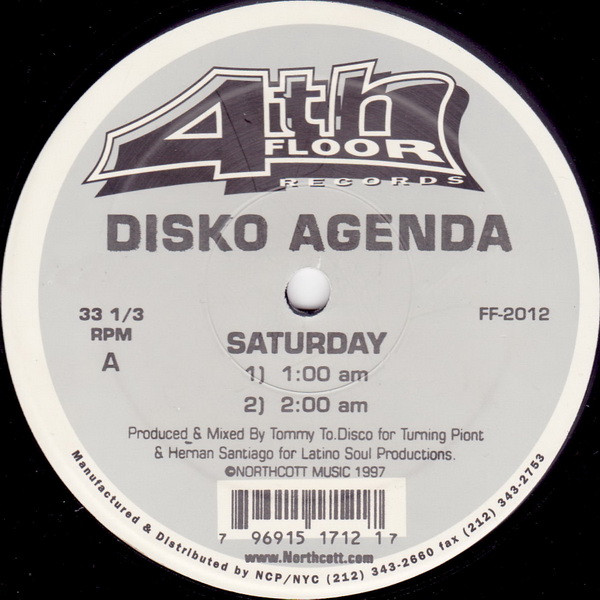 4th
FLOOR
RECORDS
DISKO AGENDA
33 1/3
RPM
A
FF-2012
SATURDAY
1) 1:00 am
2) 2:00 am
Produced & Mixed By Tommy To.Disco for Turning Piont
& Hernan Santiago for Latino Soul Productions.
©NORTHCOTT MUSIC 1997
7 96915 1712 1 7
www.Northcott.com
Manufactured & Distributed by NCP/NYC (212) 343-2660 fax (212) 343-2753